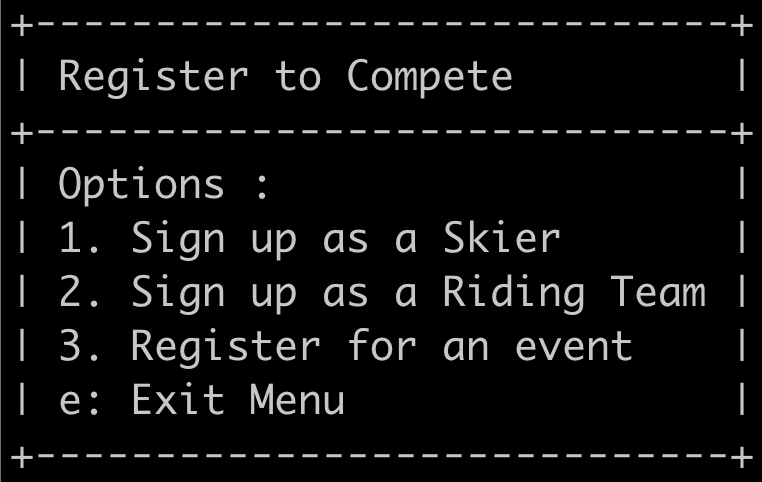 +-----------------------------+
| Register to Compete         |
+-----------------------------+
| Options :                   |
| 1. Sign up as a Skier       |
| 2. Sign up as a Riding Team |
| 3. Register for an event    |
| e: Exit Menu                |
+-----------------------------+